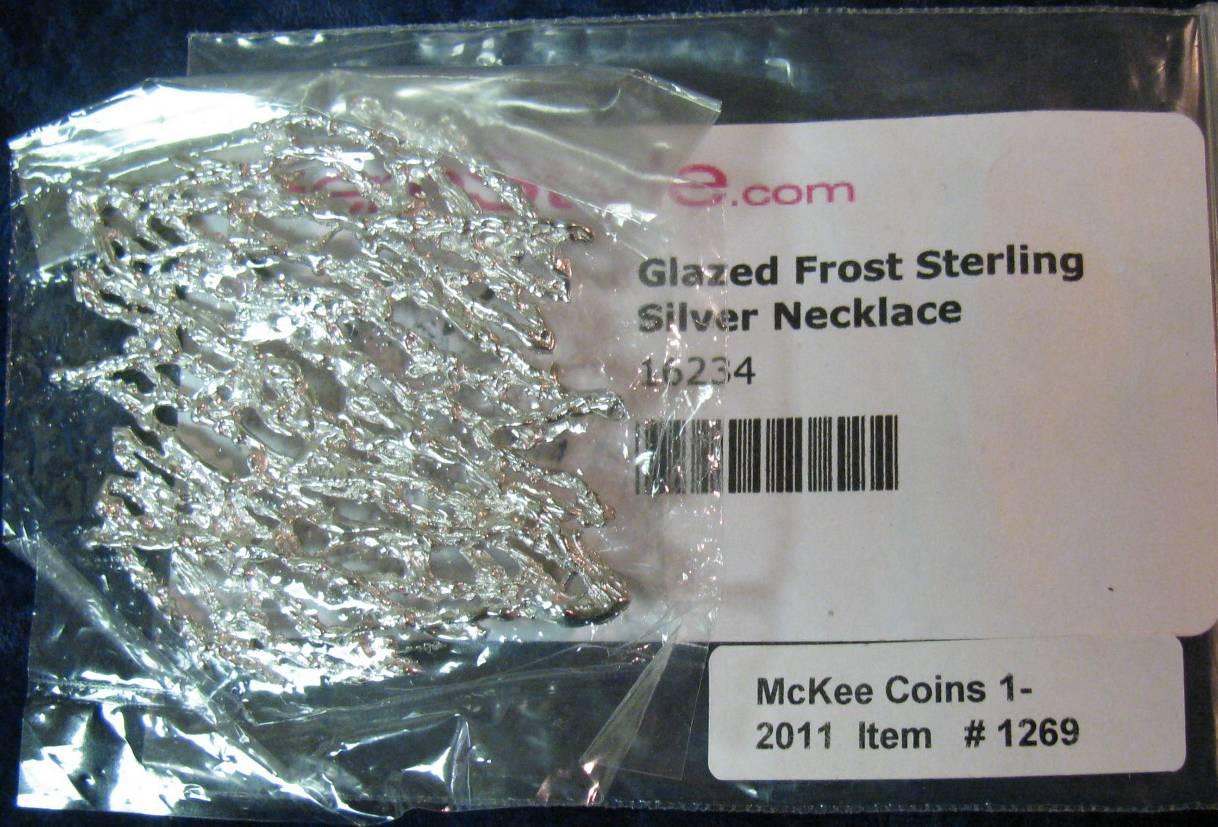 .com
Glazed Frost Sterling
Silver Necklace
16234
McKee Coins 1-
2011 Item # 1269